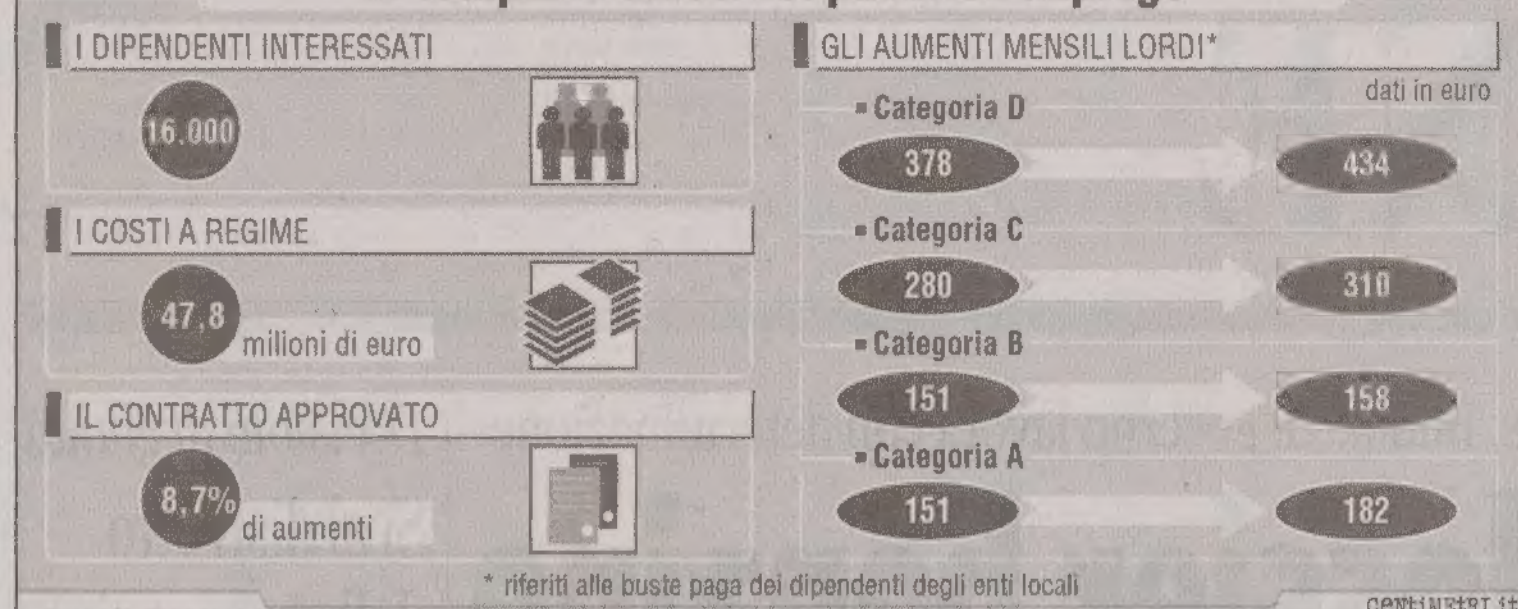 I DIPENDENTI INTERESSATI
16.000
I COSTI A REGIME
47,8
milioni di euro
IL CONTRATTO APPROVATO
8,7%
di aumenti
GLI AUMENTI MENSILI LORDI*
dati in euro
▪ Categoria D
378 434
▪ Categoria C
280 310
▪ Categoria B
151 158
▪ Categoria A
151 182
* riferiti alle buste paga dei dipendenti degli enti locali
CENTIMETRI.it